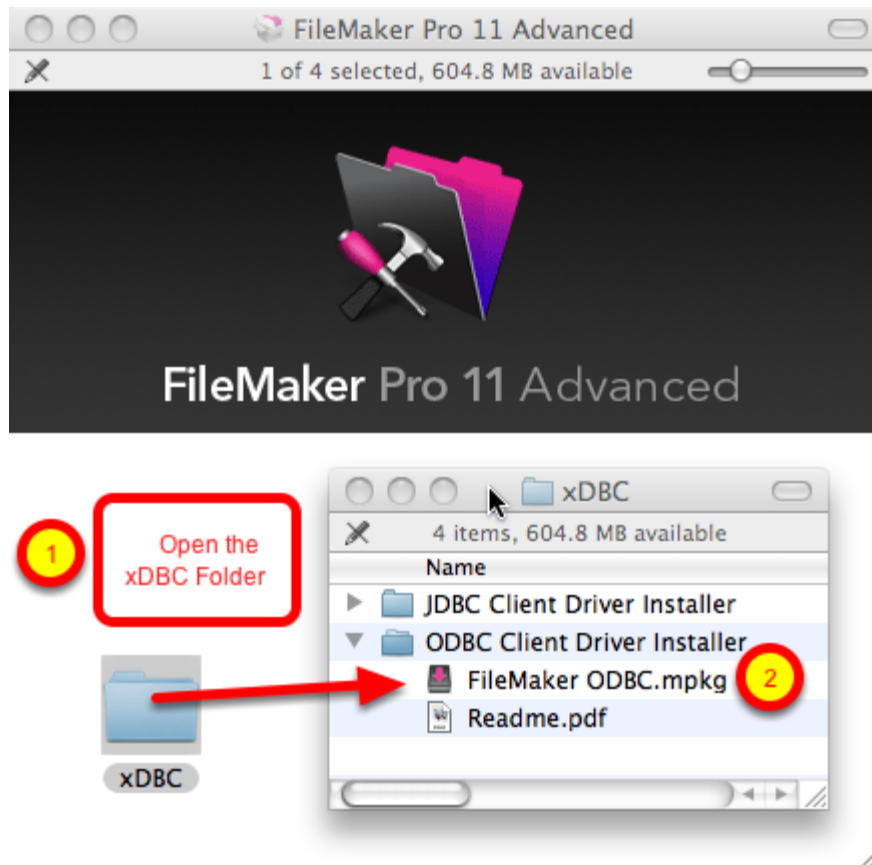 FileMaker Pro 11 Advanced
1 of 4 selected, 604.8 MB available
FileMaker Pro 11 Advanced
1
Open the
xDBC Folder
xDBC
xDBC
4 items, 604.8 MB available
Name
JDBC Client Driver Installer
ODBC Client Driver Installer
FileMaker ODBC.mpkg
2
Readme.pdf